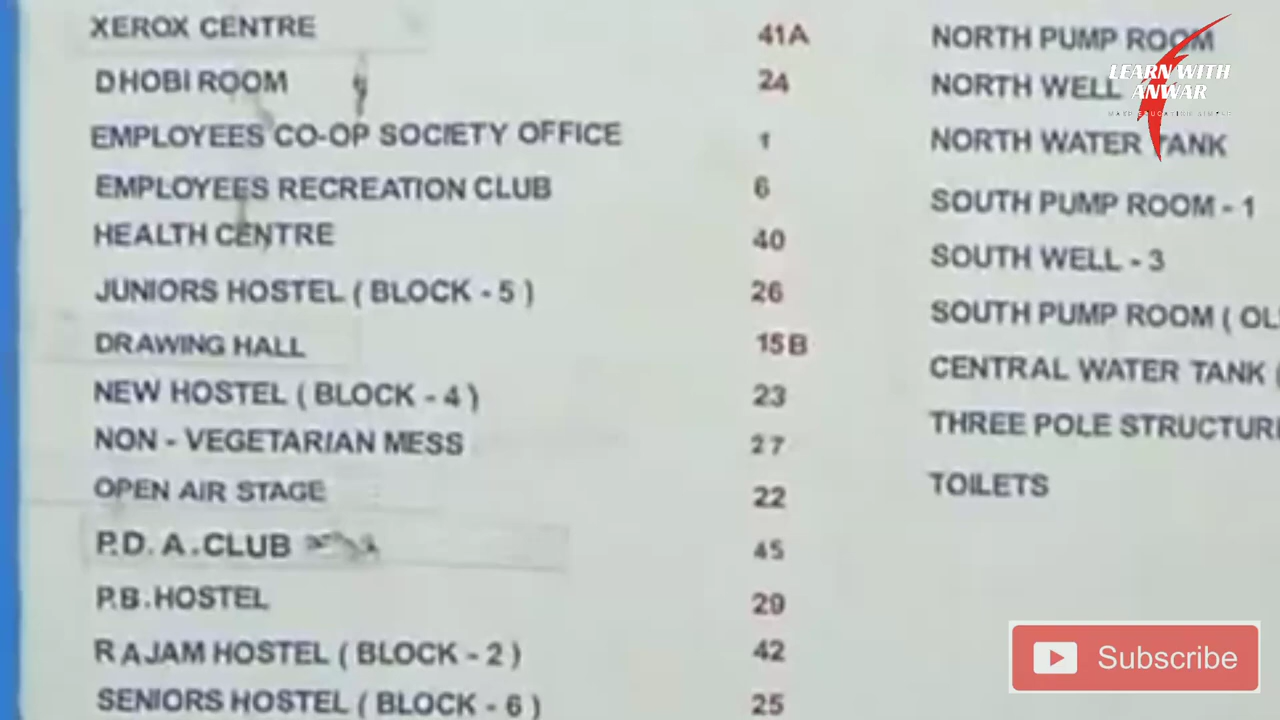 XEROX CENTRE 41A
DHOBI ROOM 24
EMPLOYEES CO-OP SOCIETY OFFICE 1
EMPLOYEES RECREATION CLUB 6
HEALTH CENTRE 40
JUNIORS HOSTEL ( BLOCK - 5 ) 26
DRAWING HALL 15B
NEW HOSTEL ( BLOCK - 4 ) 23
NON - VEGETARIAN MESS 27
OPEN AIR STAGE 22
P.D. A. CLUB 45
P.B. HOSTEL 29
RAJAM HOSTEL ( BLOCK - 2 ) 42
SENIORS HOSTEL ( BLOCK - 6 ) 25
NORTH PUMP ROOM
NORTH WELL
NORTH WATER TANK
SOUTH PUMP ROOM - 1
SOUTH WELL - 3
SOUTH PUMP ROOM (
CENTRAL WATER TANK (
THREE POLE STRUCTUR
TOILETS
LEARN WITH
ANWAR
Subscribe